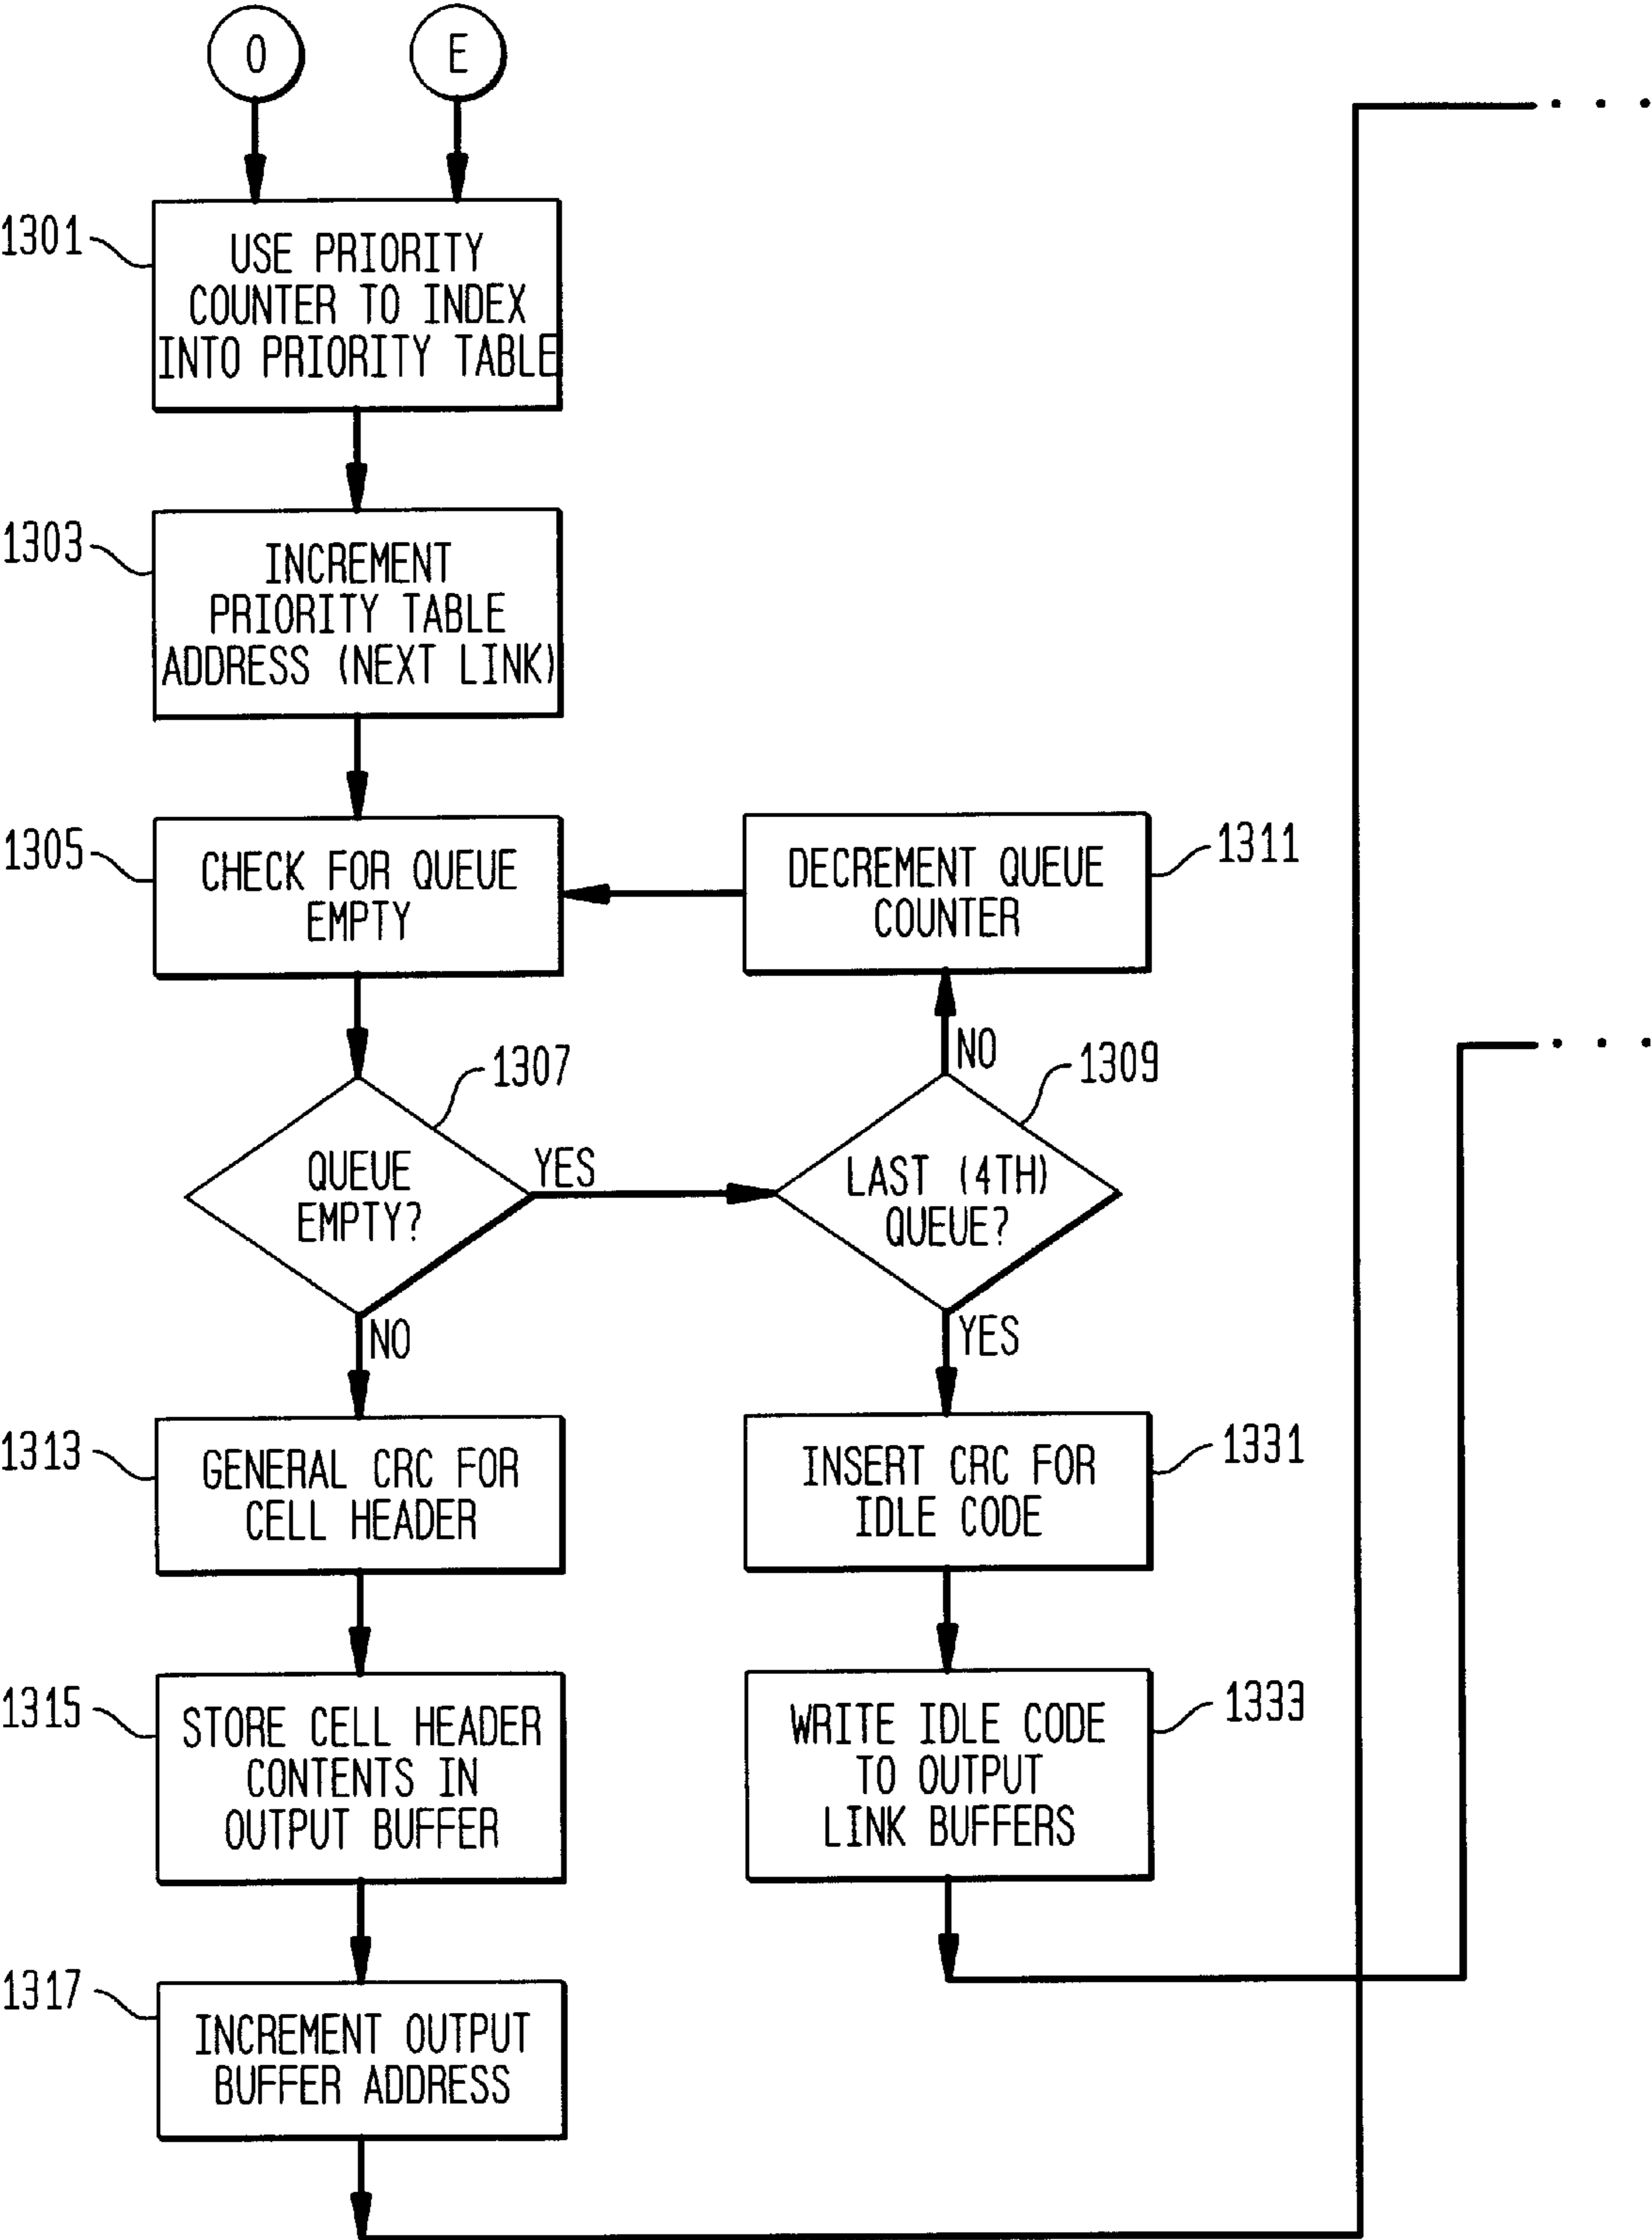 O
E
1301
USE PRIORITY
COUNTER TO INDEX
INTO PRIORITY TABLE
1303
INCREMENT
PRIORITY TABLE
ADDRESS (NEXT LINK)
1305
CHECK FOR QUEUE
EMPTY
DECREMENT QUEUE
COUNTER
1311
1307
QUEUE
EMPTY?
YES
NO
1309
LAST (4TH)
QUEUE?
NO
YES
1313
GENERAL CRC FOR
CELL HEADER
INSERT CRC FOR
IDLE CODE
1331
1315
STORE CELL HEADER
CONTENTS IN
OUTPUT BUFFER
WRITE IDLE CODE
TO OUTPUT
LINK BUFFERS
1333
1317
INCREMENT OUTPUT
BUFFER ADDRESS